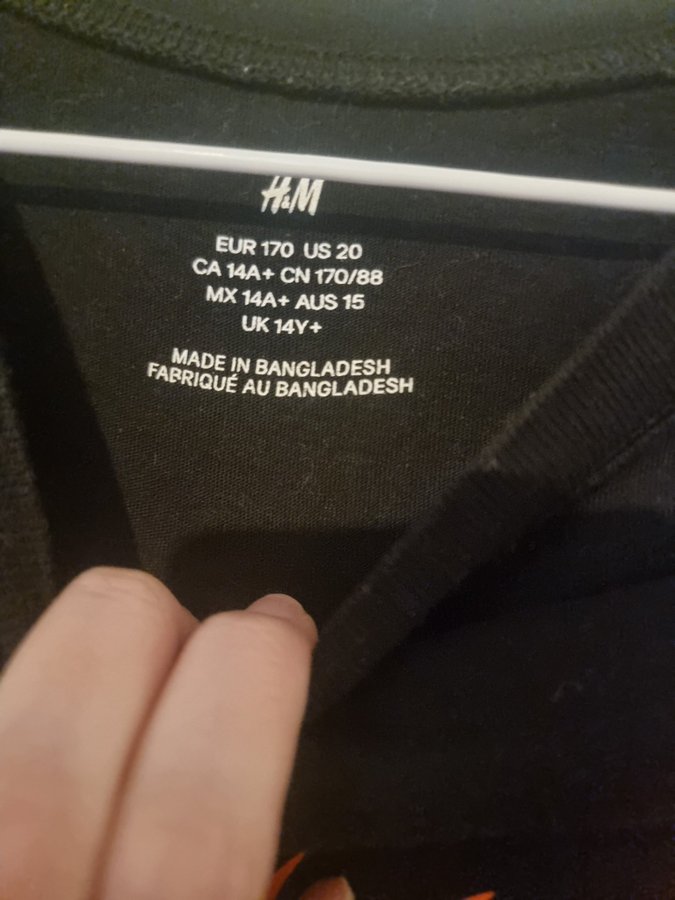 H&M
EUR 170 US 20
CA 14A+ CN 170/88
MX 14A+ AUS 15
UK 14Y+
MADE IN BANGLADESH
FABRIQUÉ AU BANGLADESH